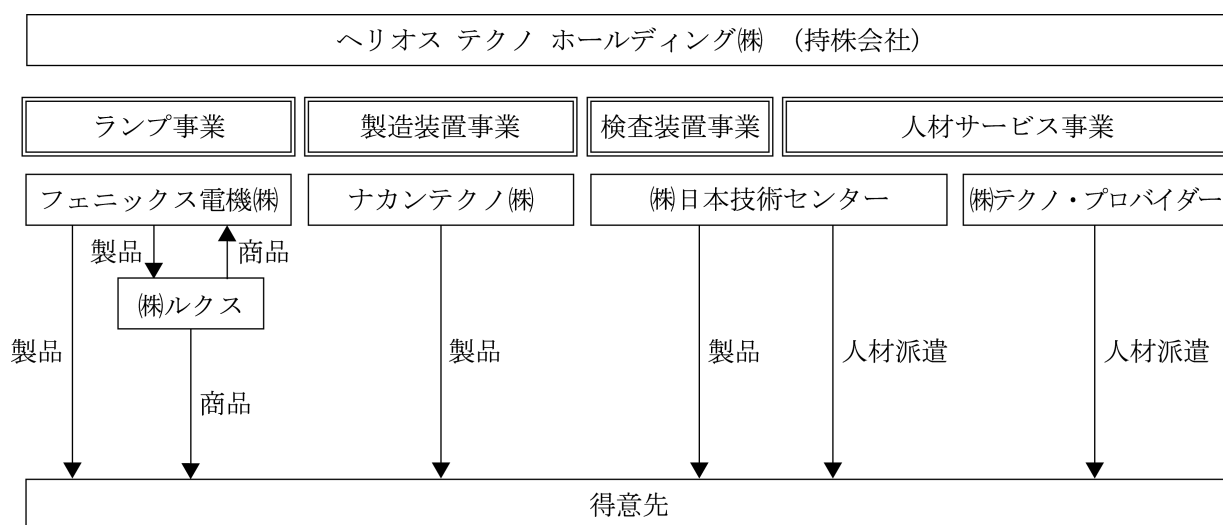 ヘリオス テクノ ホールディング㈱ （持株会社）
ランプ事業
製造装置事業
検査装置事業
人材サービス事業
フェニックス電機㈱
ナカンテクノ㈱
㈱日本技術センター
㈱テクノ・プロバイダー
製品
商品
㈱ルクス
製品
製品
製品
人材派遣
人材派遣
商品
得意先